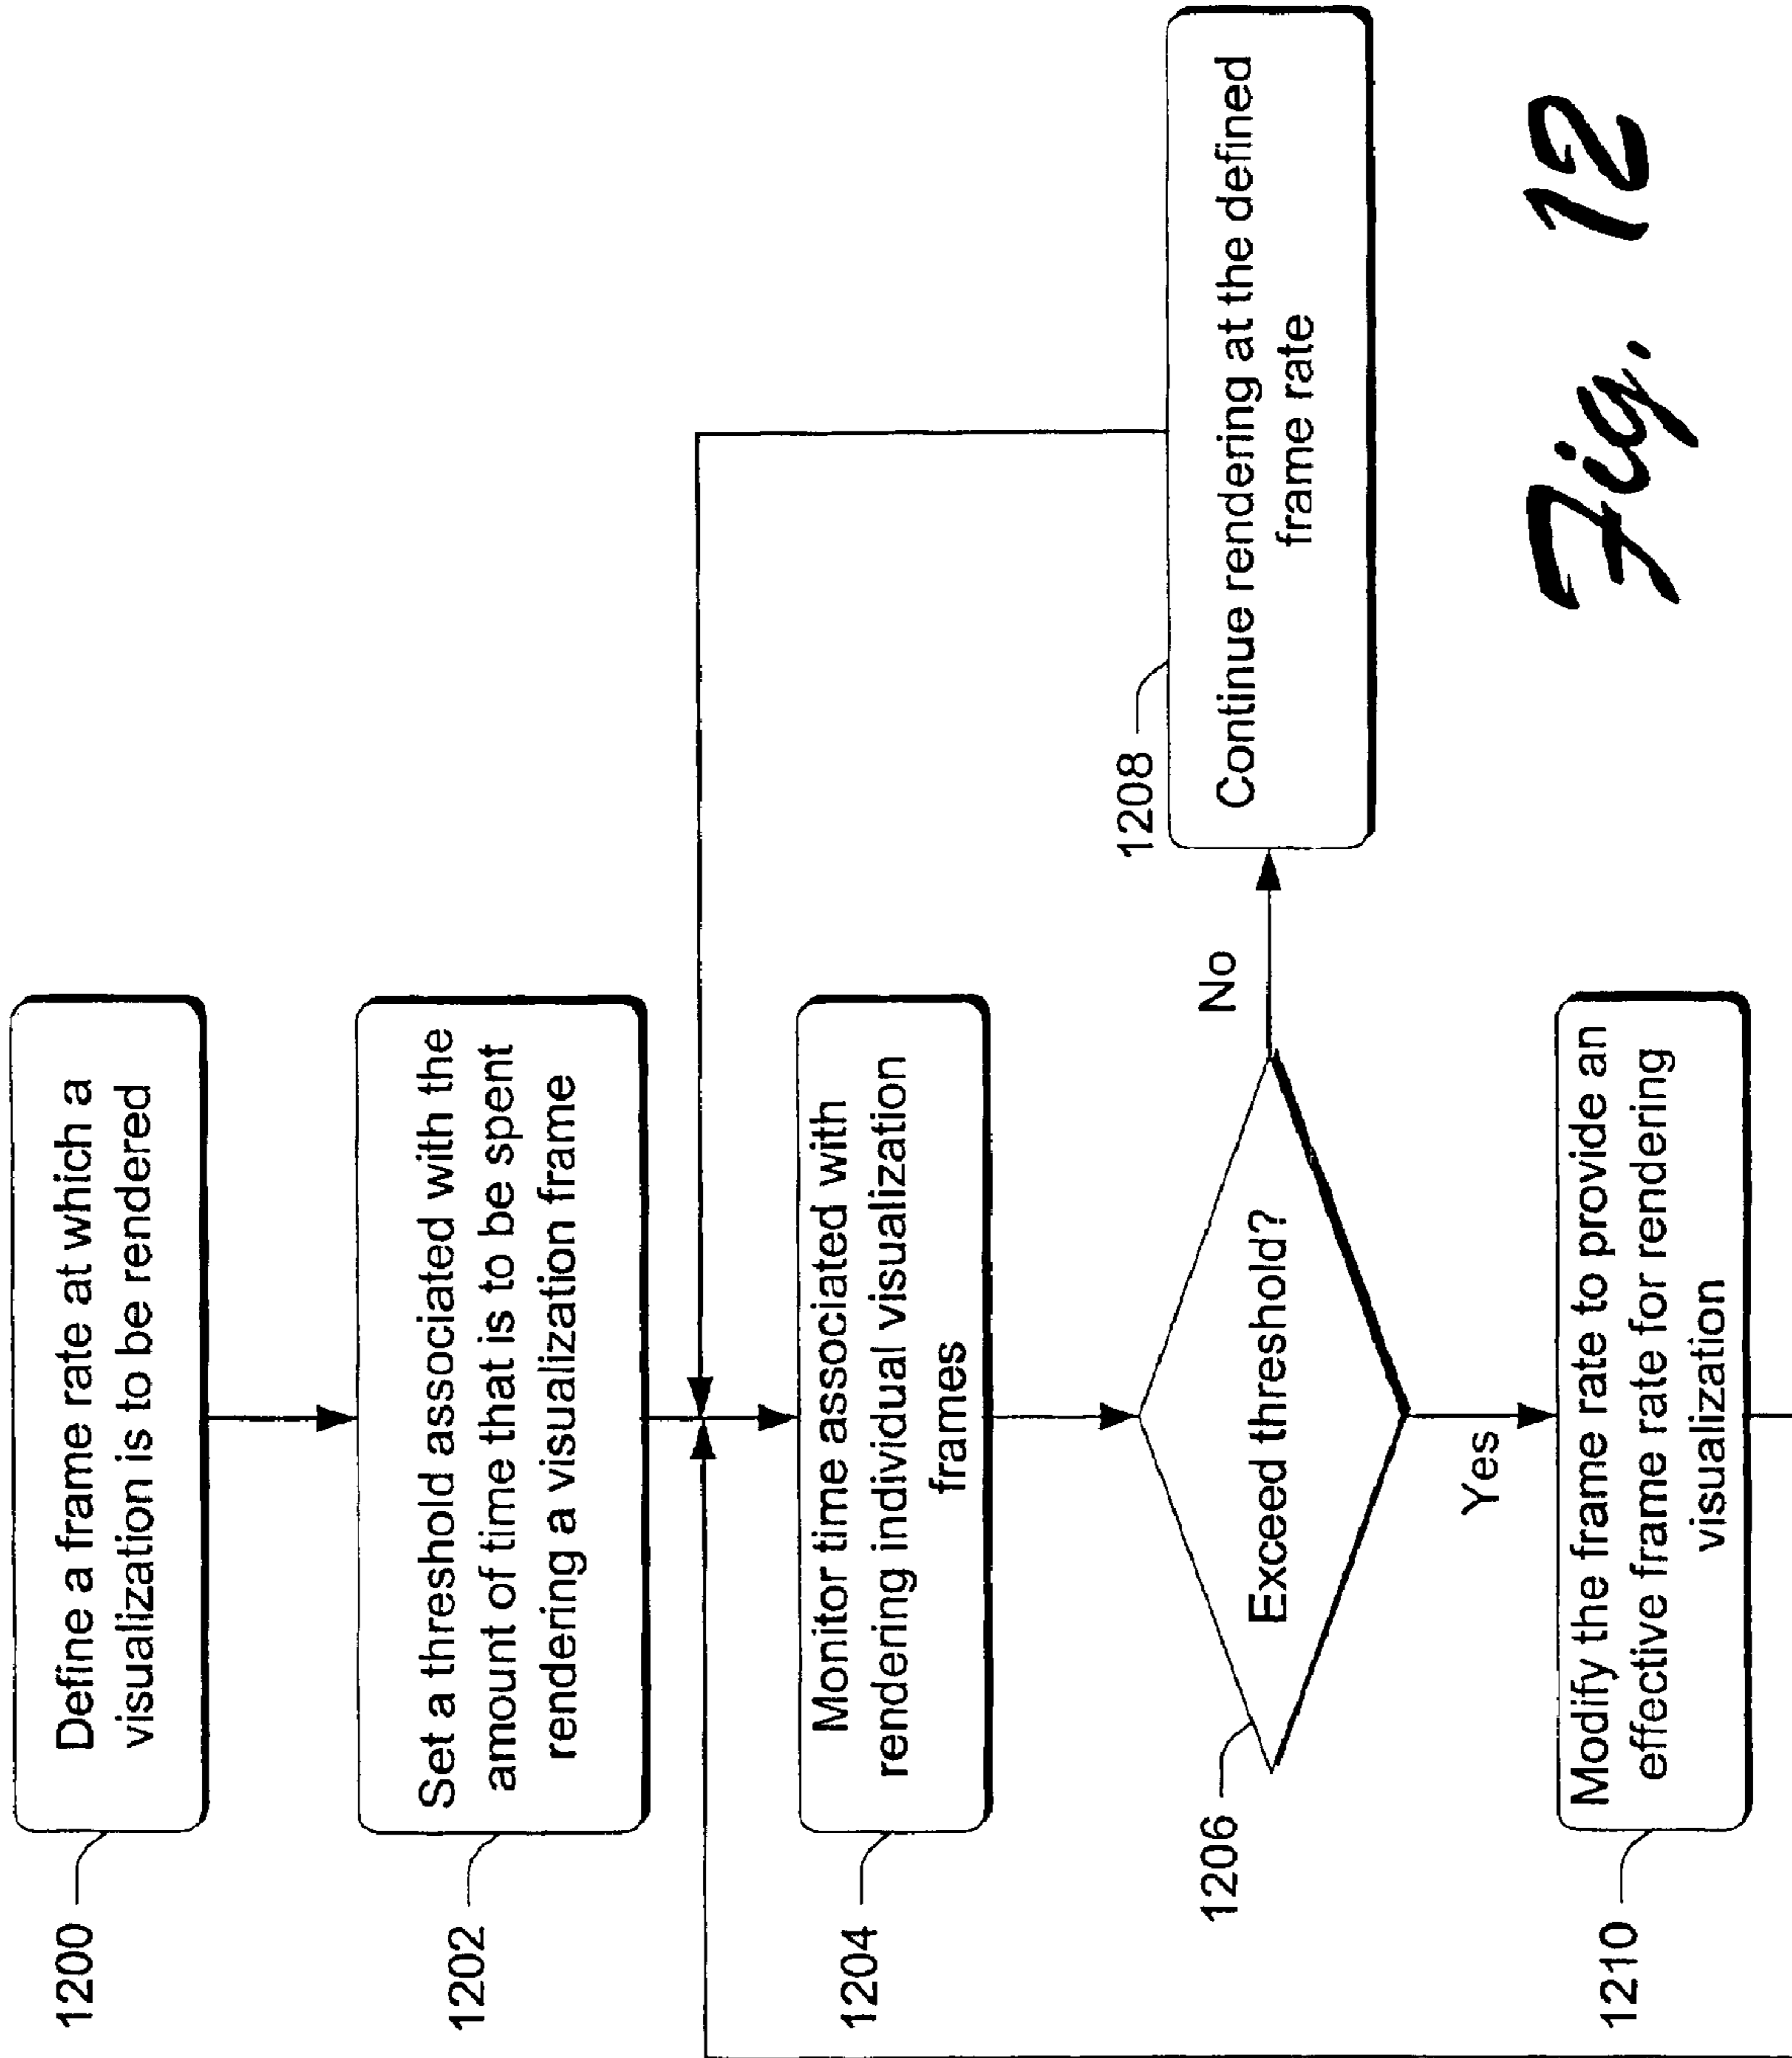 1200
Define a frame rate at which a
visualization is to be rendered
1202
Set a threshold associated with the
amount of time that is to be spent
rendering a visualization frame
1204
Monitor time associated with
rendering individual visualization
frames
1206
Exceed threshold?
No
1208
Continue rendering at the defined
frame rate
Yes
1210
Modify the frame rate to provide an
effective frame rate for rendering
visualization
Fig. 12